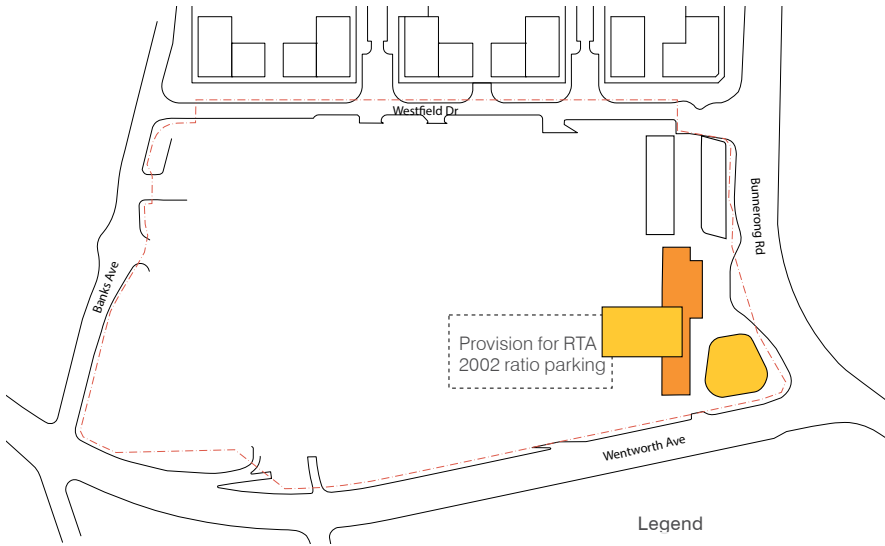 Westfield Dr
Bunnerong Rd
Banks Ave
Provision for RTA
2002 ratio parking
Wentworth Ave
Legend